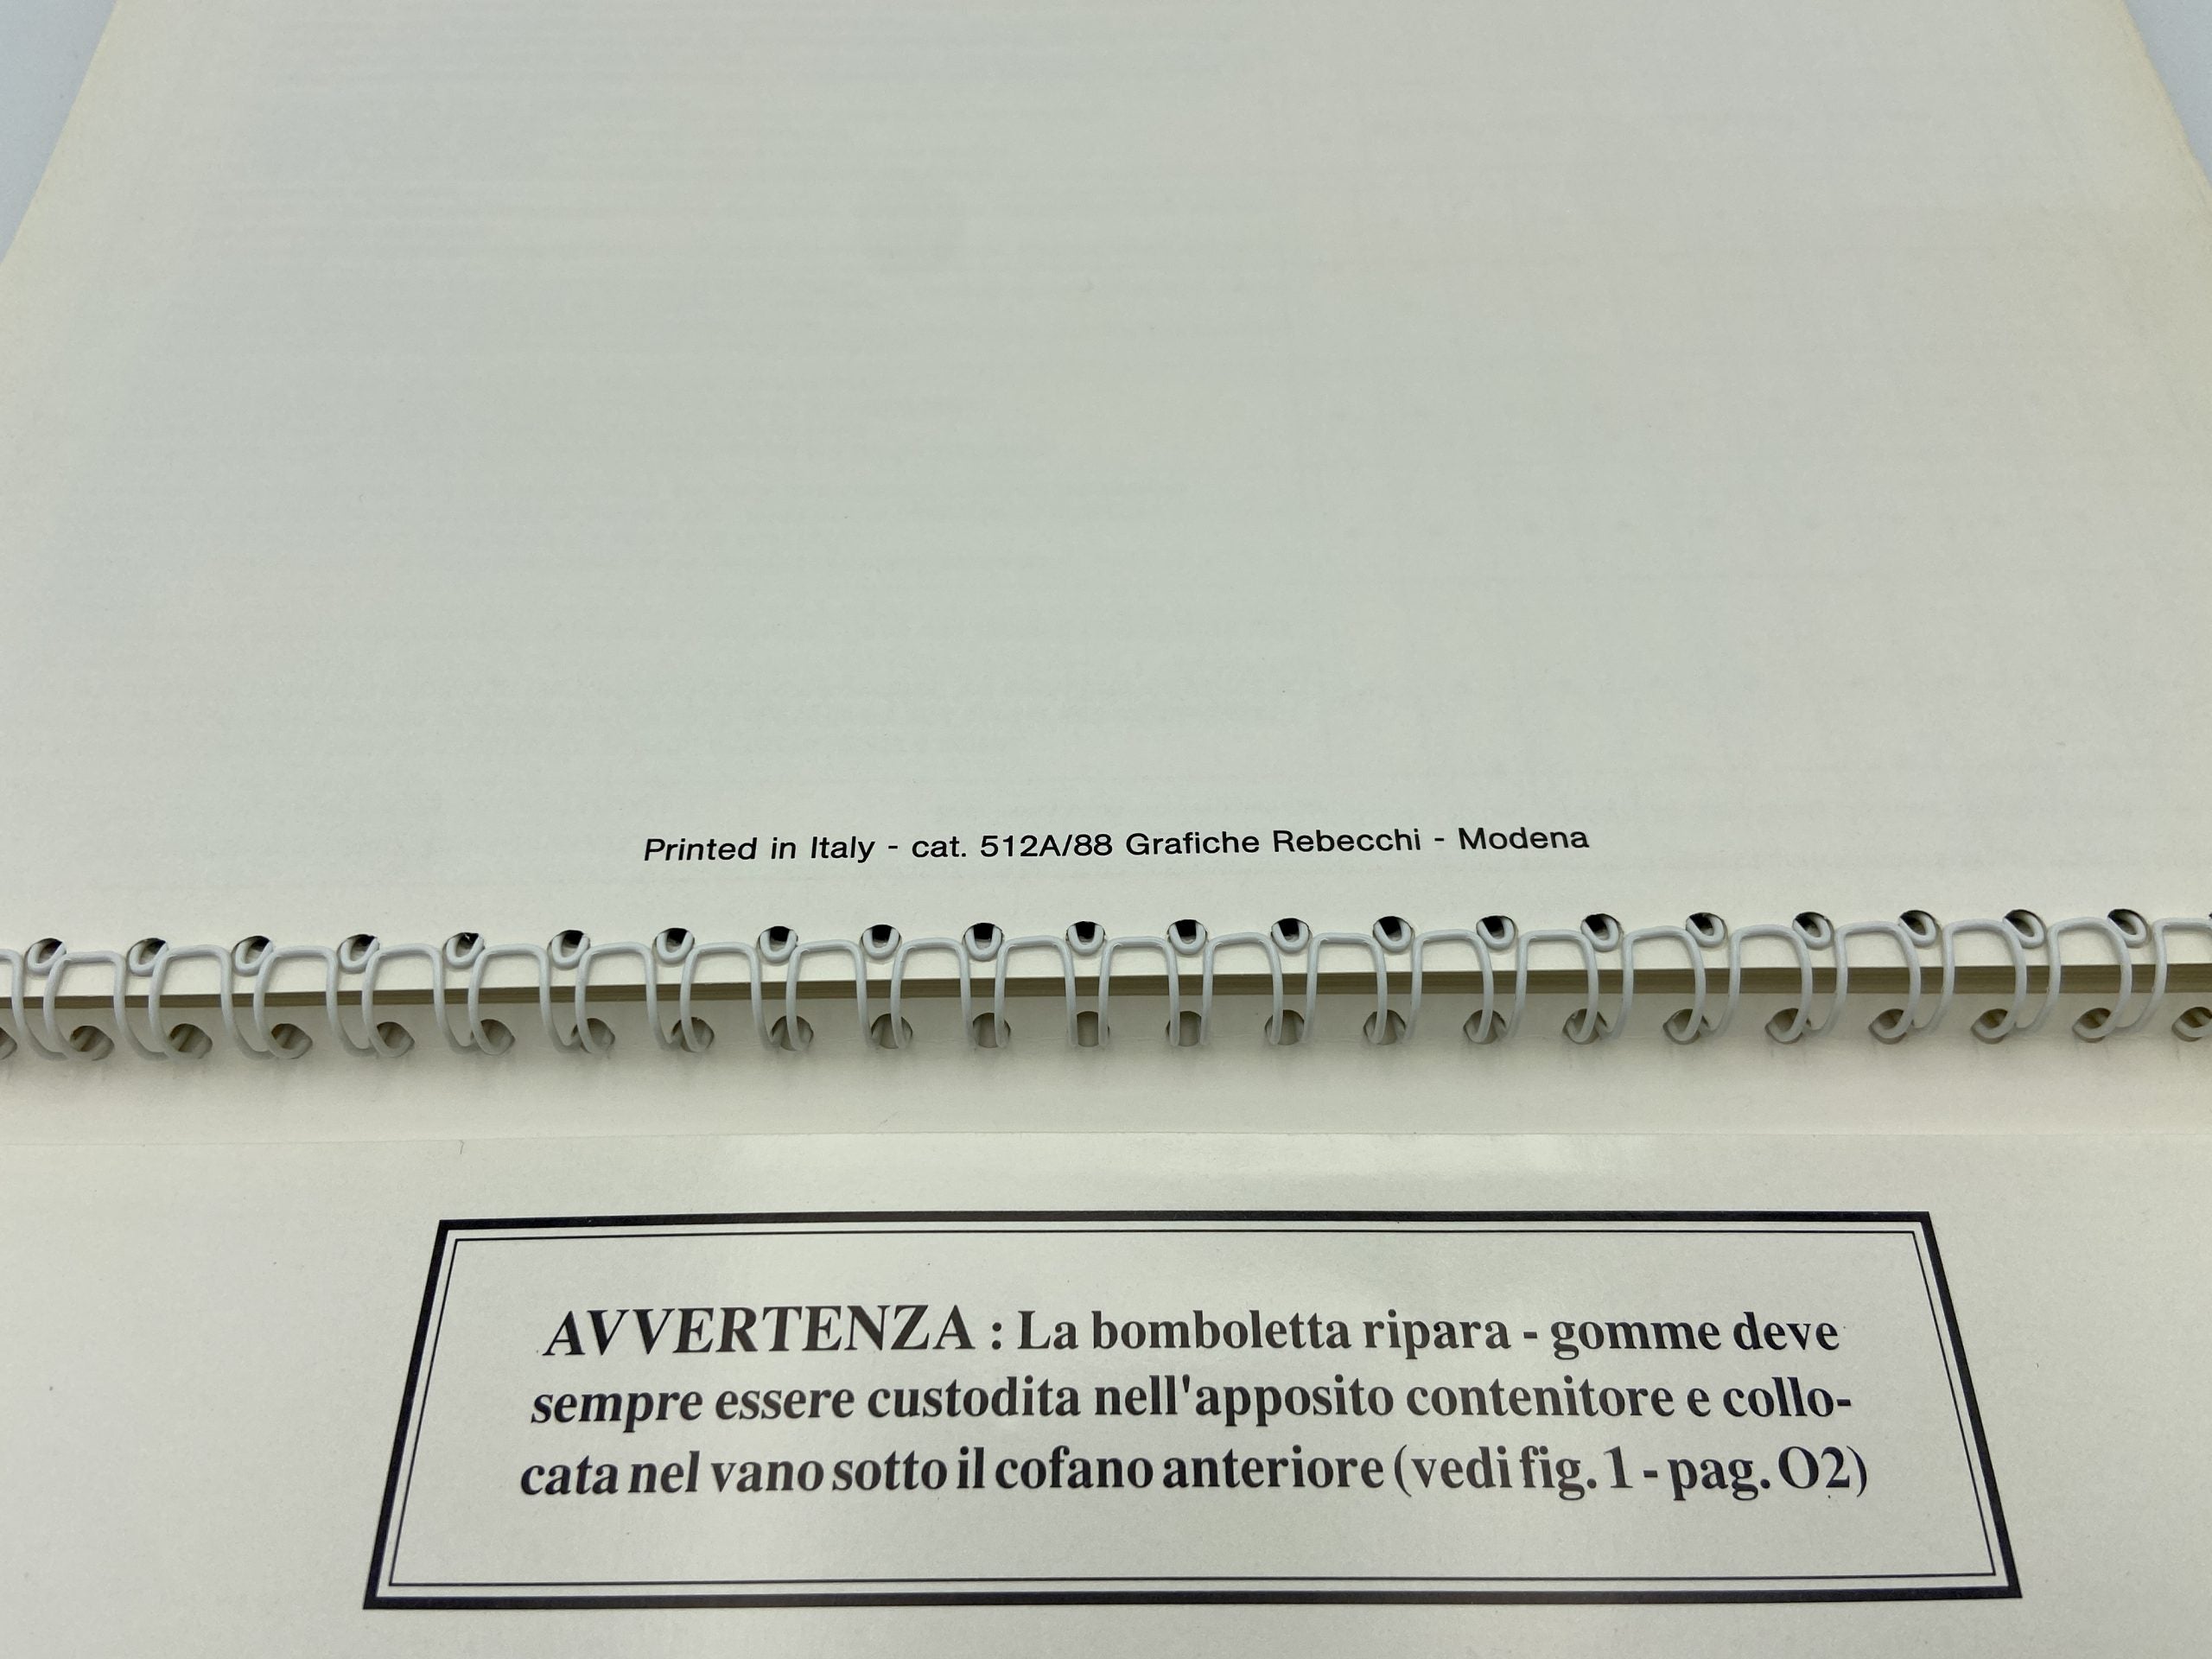 Printed in Italy - cat. 512A/88 Grafiche Rebecchi - Modena
AVVERTENZA : La bomboletta ripara - gomme deve
sempre essere custodita nell'apposito contenitore e collo-
cata nel vano sotto il cofano anteriore (vedi fig. 1 - pag. O2)